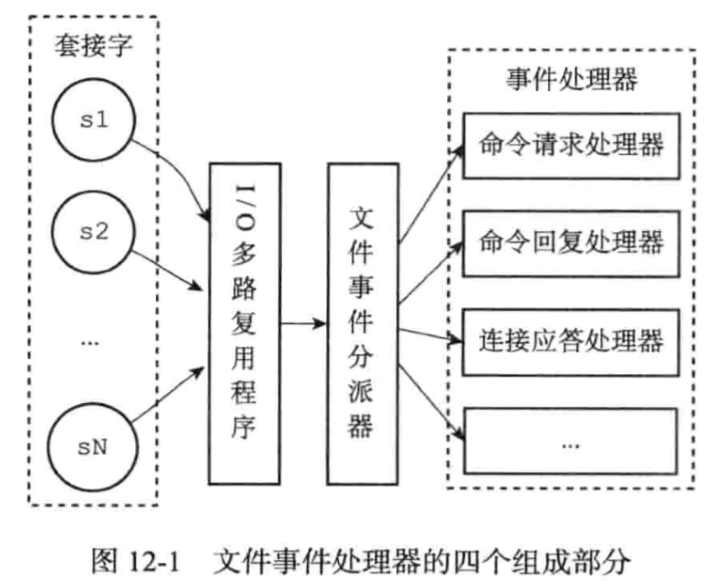 套接字
s1
s2
...
sN
I/O多路复用程序
文件事件分派器
事件处理器
命令请求处理器
命令回复处理器
连接应答处理器
...
图 12-1 文件事件处理器的四个组成部分